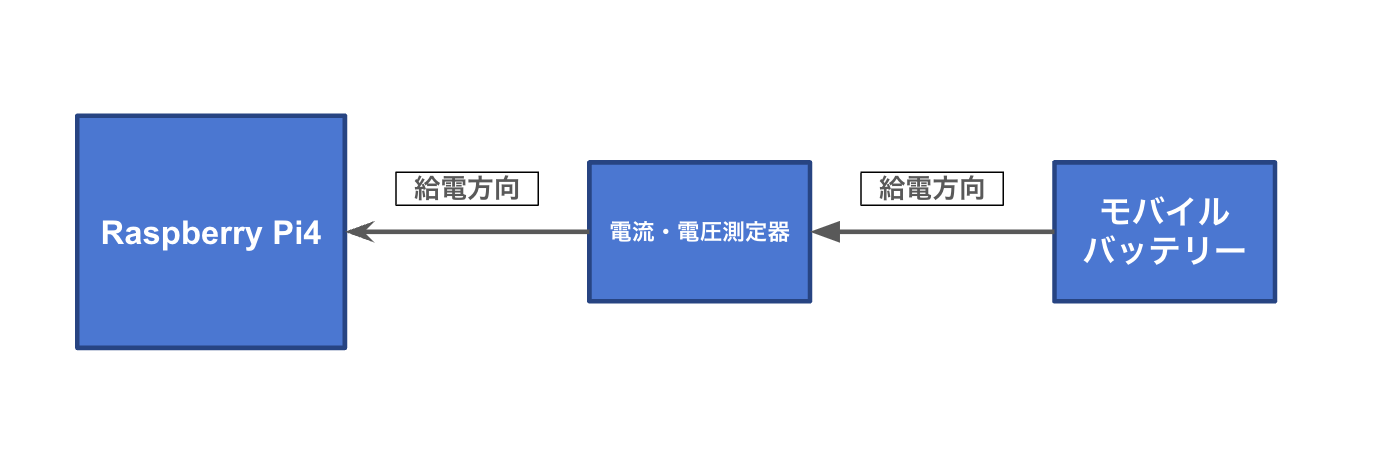 Raspberry Pi4
給電方向
電流・電圧測定器
給電方向
モバイル
バッテリー